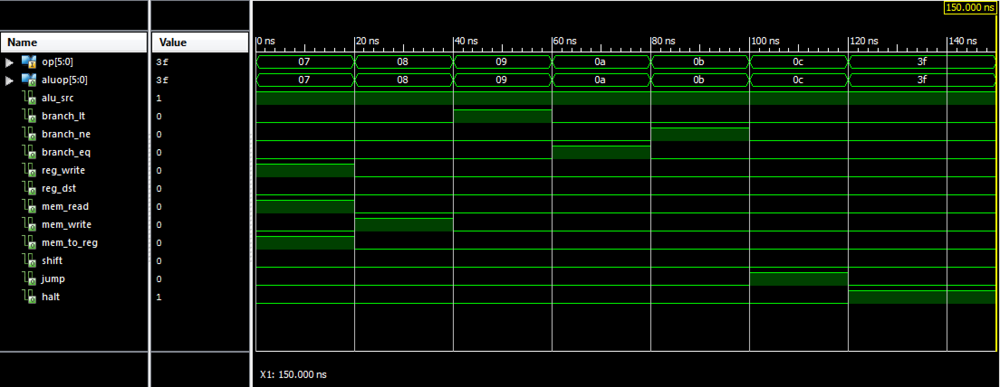 150.000 ns
Name Value 0 ns 20 ns 40 ns 60 ns 80 ns 100 ns 120 ns 140 ns
op[5:0] 3f 07 08 09 0a 0b 0c 3f
aluop[5:0] 3f 07 08 09 0a 0b 0c 3f
alu_src 1
branch_lt 0
branch_ne 0
branch_eq 0
reg_write 0
reg_dst 0
mem_read 0
mem_write 0
mem_to_reg 0
shift 0
jump 0
halt 1
X1: 150.000 ns